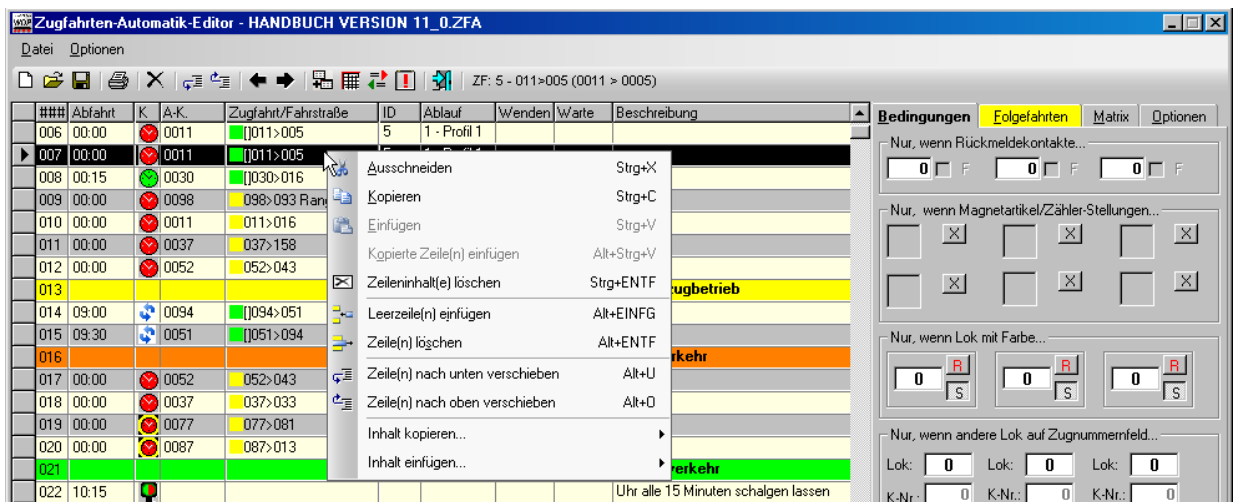 Zugfahrten-Automatik-Editor - HANDBUCH VERSION 11_0.ZFA
Datei Optionen
ZF: 5 - 011>005 (0011 > 0005)
### Abfahrt K A-K. Zugfahrt/Fahrstraße ID Ablauf Wenden Warte Beschreibung
006 00:00 0011 []011>005 5 1 - Profil 1
007 00:00 0011 []011>005
008 00:15 0030 []030>016
009 00:00 0098 098>093
010 00:00 0011 011>016
011 00:00 0037 037>158
012 00:00 0052 052>043
013 zugbetrieb
014 09:00 0094 []094>051
015 09:30 0051 []051>094
016 rkehr
017 00:00 0052 052>043
018 00:00 0037 037>033
019 00:00 0077 077>081
020 00:00 0087 087>013
021 verkehr
022 10:15 Uhr alle 15 Minuten schalgen lassen
Ausschneiden Strg+X
Kopieren Strg+C
Einfügen Strg+V
Kopierte Zeile(n) einfügen Alt+Strg+V
Zeileninhalt(e) löschen Strg+ENTF
Leerzeile(n) einfügen Alt+EINFG
Zeile(n) löschen Alt+ENTF
Zeile(n) nach unten verschieben Alt+U
Zeile(n) nach oben verschieben Alt+O
Inhalt kopieren...
Inhalt einfügen...
Bedingungen Folgefahrten Matrix Optionen
Nur, wenn Rückmeldekontakte...
0 F 0 F 0 F
Nur, wenn Magnetartikel/Zähler-Stellungen...
X X X
X X X
Nur, wenn Lok mit Farbe...
0 R S 0 R S 0 R S
Nur, wenn andere Lok auf Zugnummernfeld...
Lok: 0 Lok: 0 Lok: 0
K-Nr.: 0 K-Nr.: 0 K-Nr.: 0